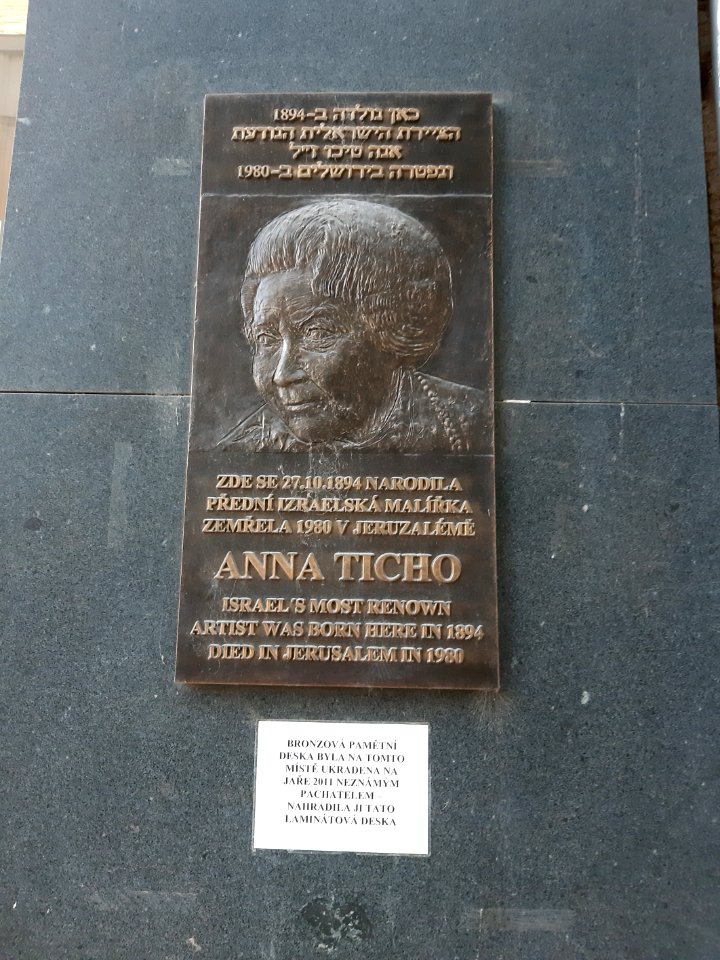 כאן נולדה ב-1894
הציירת הישראלית הנודעת
אנה טיכו ז״ל
ונפטרה בירושלים ב-1980
ZDE SE 27.10.1894 NARODILA
PŘEDNÍ IZRAELSKÁ MALÍŘKA
ZEMŘELA 1980 V JERUZALÉMĚ
ANNA TICHO
ISRAEL'S MOST RENOWN
ARTIST WAS BORN HERE IN 1894
DIED IN JERUSALEM IN 1980
BRONZOVÁ PAMĚTNÍ
DESKA BYLA NA TOMTO
MÍSTĚ UKRADENA NA
JAŘE 2011 NEZNÁMÝM
PACHATELEM –
NAHRADILA JI TATO
LAMINÁTOVÁ DESKA